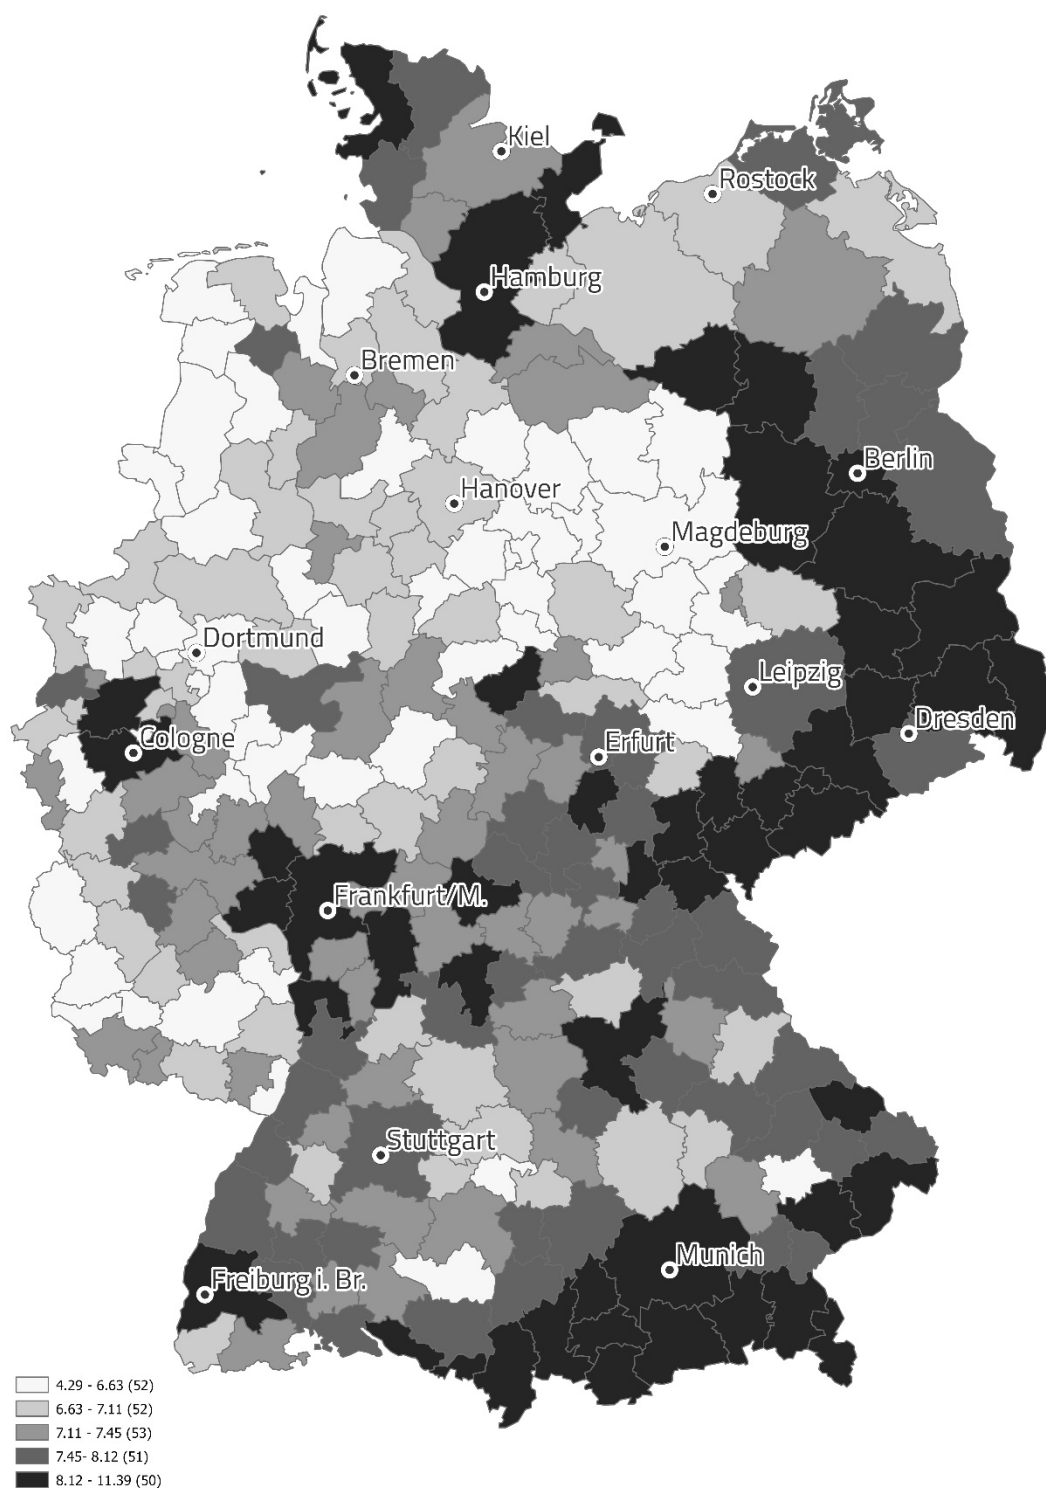 Kiel
Rostock
Hamburg
Bremen
Berlin
Hanover
Magdeburg
Dortmund
Leipzig
Dresden
Cologne
Erfurt
Frankfurt/M.
Stuttgart
Munich
Freiburg i. Br.
4.29 - 6.63 (52)
6.63 - 7.11 (52)
7.11 - 7.45 (53)
7.45- 8.12 (51)
8.12 - 11.39 (50)